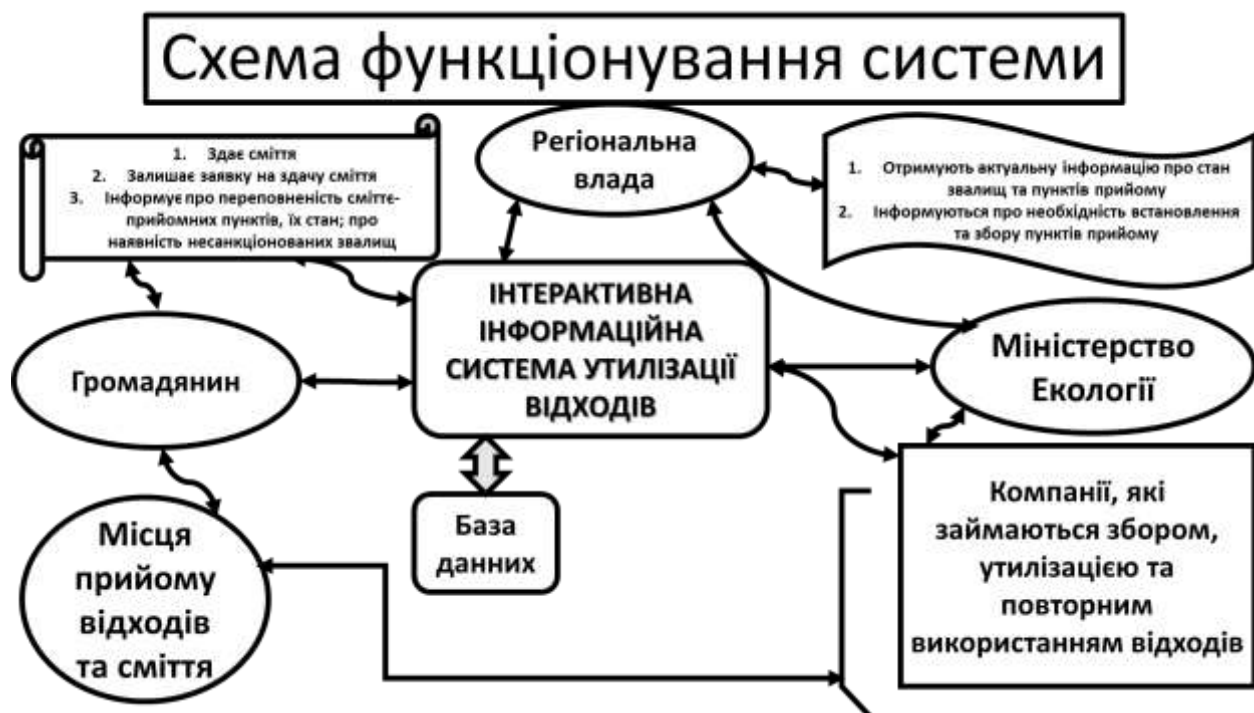 Схема функціонування системи
1. Здає сміття
2. Залишає заявку на здачу сміття
3. Інформує про переповненість сміттє-
прийомних пунктів, їх стан; про
наявність несанкціонованих звалищ
Регіональна
влада
1. Отримують актуальну інформацію про стан
звалищ та пунктів прийому
2. Інформуються про необхідність встановлення
та збору пунктів прийому
ІНТЕРАКТИВНА
ІНФОРМАЦІЙНА
СИСТЕМА УТИЛІЗАЦІЇ
ВІДХОДІВ
Громадянин
Міністерство
Екології
База
данних
Місця
прийому
відходів
та сміття
Компанії, які
займаються збором,
утилізацією та
повторним
використанням відходів